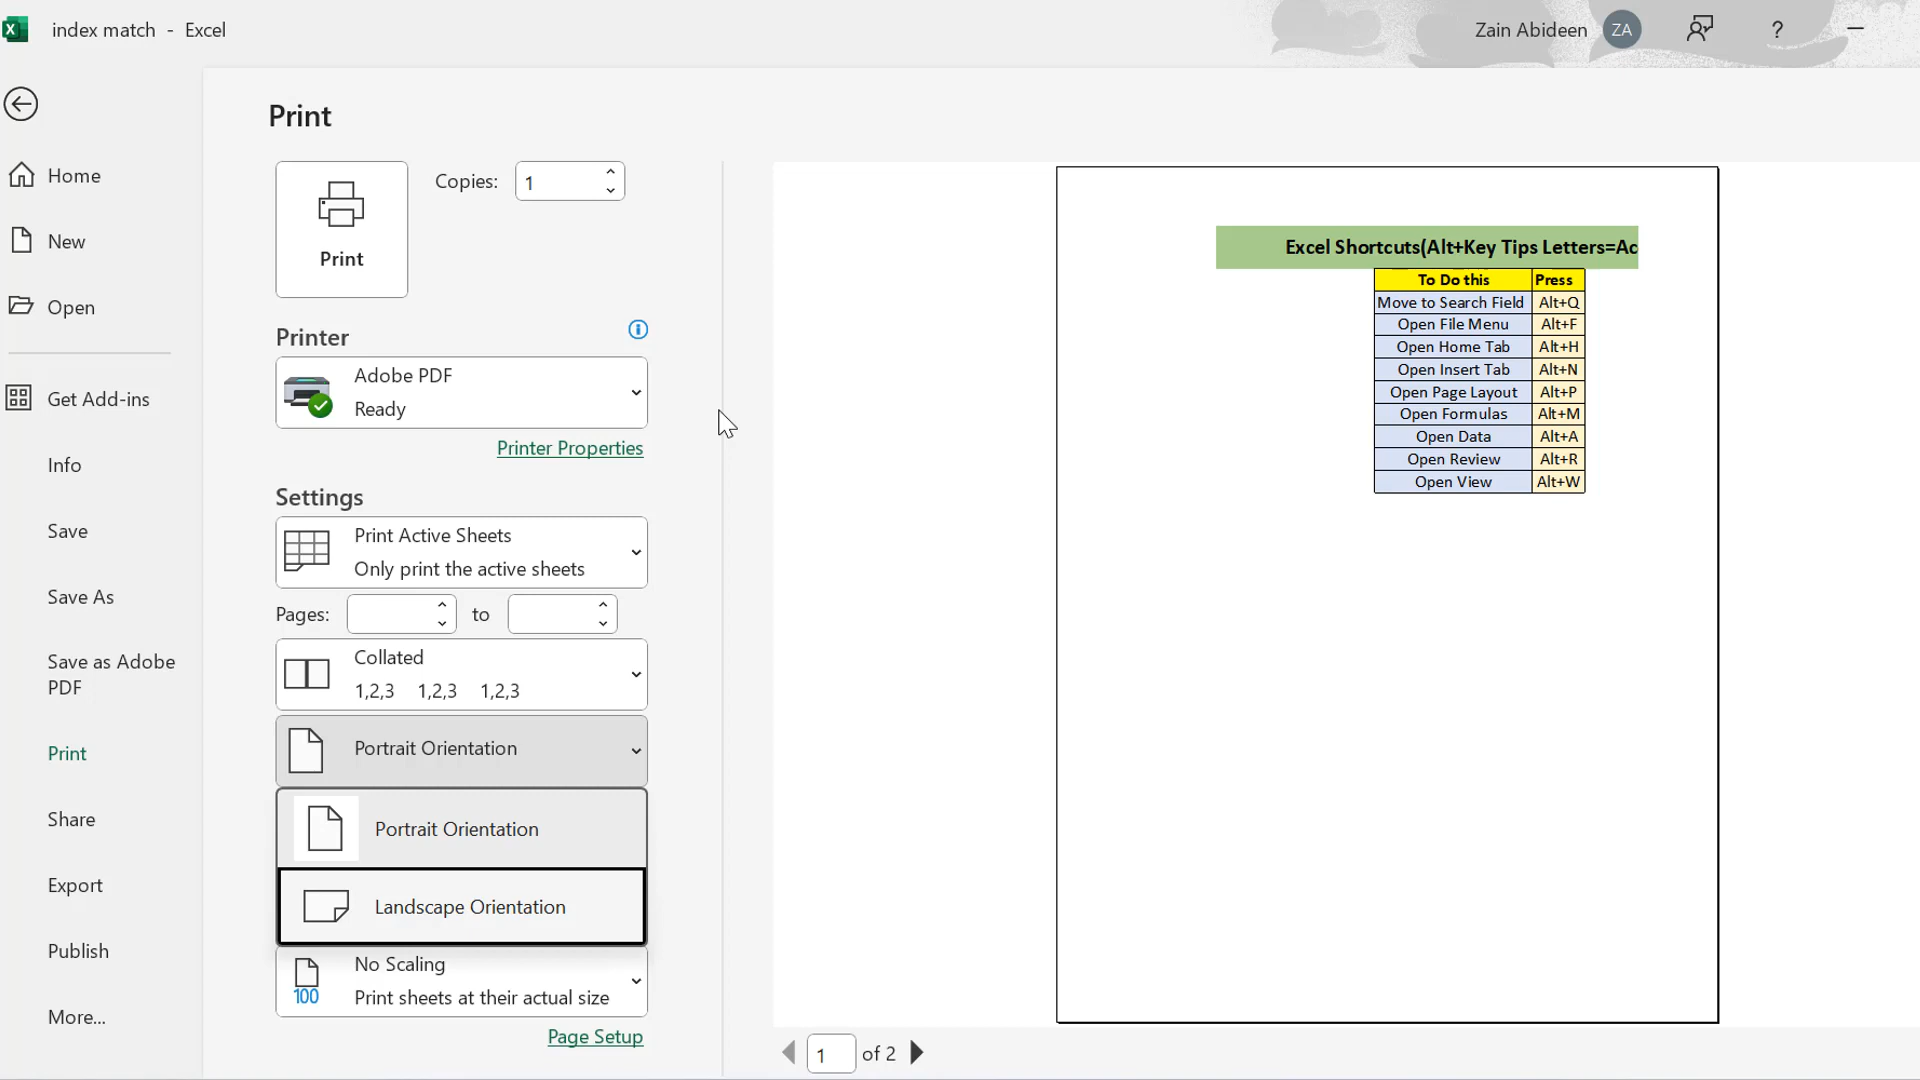 index match - Excel
Zain Abideen
ZA
?
Print
Home
New
Open
Get Add-ins
Info
Save
Save As
Save as Adobe
PDF
Print
Share
Export
Publish
More...
Print
Copies: 1
Printer
Adobe PDF
Ready
Printer Properties
Settings
Print Active Sheets
Only print the active sheets
Pages: to
Collated
1,2,3 1,2,3 1,2,3
Portrait Orientation
Portrait Orientation
Landscape Orientation
No Scaling
100
Print sheets at their actual size
Page Setup
Excel Shortcuts(Alt+Key Tips Letters=Ac
To Do this Press
Move to Search Field Alt+Q
Open File Menu Alt+F
Open Home Tab Alt+H
Open Insert Tab Alt+N
Open Page Layout Alt+P
Open Formulas Alt+M
Open Data Alt+A
Open Review Alt+R
Open View Alt+W
1 of 2